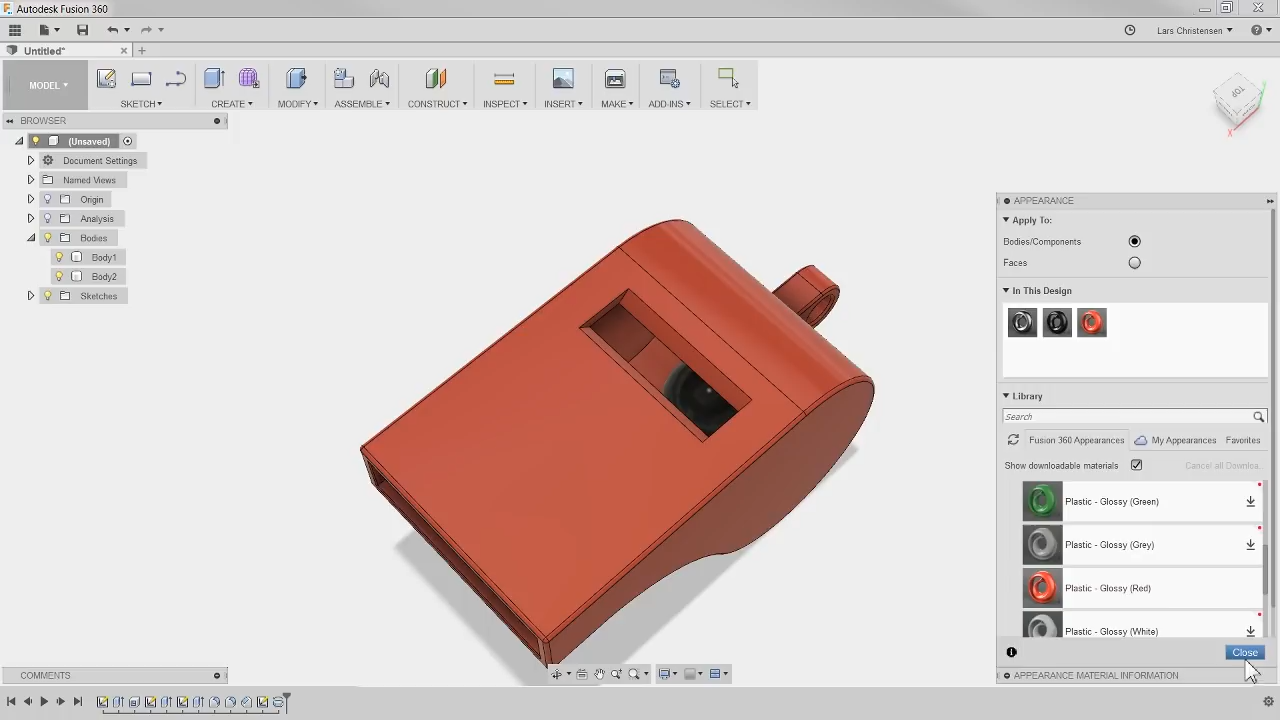 Autodesk Fusion 360
Lars Christensen
Untitled*
MODEL
SKETCH
CREATE
MODIFY
ASSEMBLE
CONSTRUCT
INSPECT
INSERT
MAKE
ADD-INS
SELECT
BROWSER
TOP
X
(Unsaved)
Document Settings
Named Views
Origin
Analysis
Bodies
Body1
Body2
Sketches
APPEARANCE
Apply To:
Bodies/Components
Faces
In This Design
Library
Search
Fusion 360 Appearances
My Appearances
Favorites
Show downloadable materials
Cancel all Downloa...
Plastic - Glossy (Green)
Plastic - Glossy (Grey)
Plastic - Glossy (Red)
Plastic - Glossy (White)
Close
COMMENTS
APPEARANCE MATERIAL INFORMATION